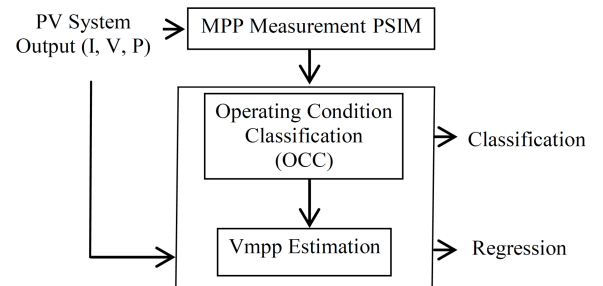 PV System
Output (I, V, P)
MPP Measurement PSIM
Operating Condition
Classification
(OCC)
Classification
Vmpp Estimation
Regression